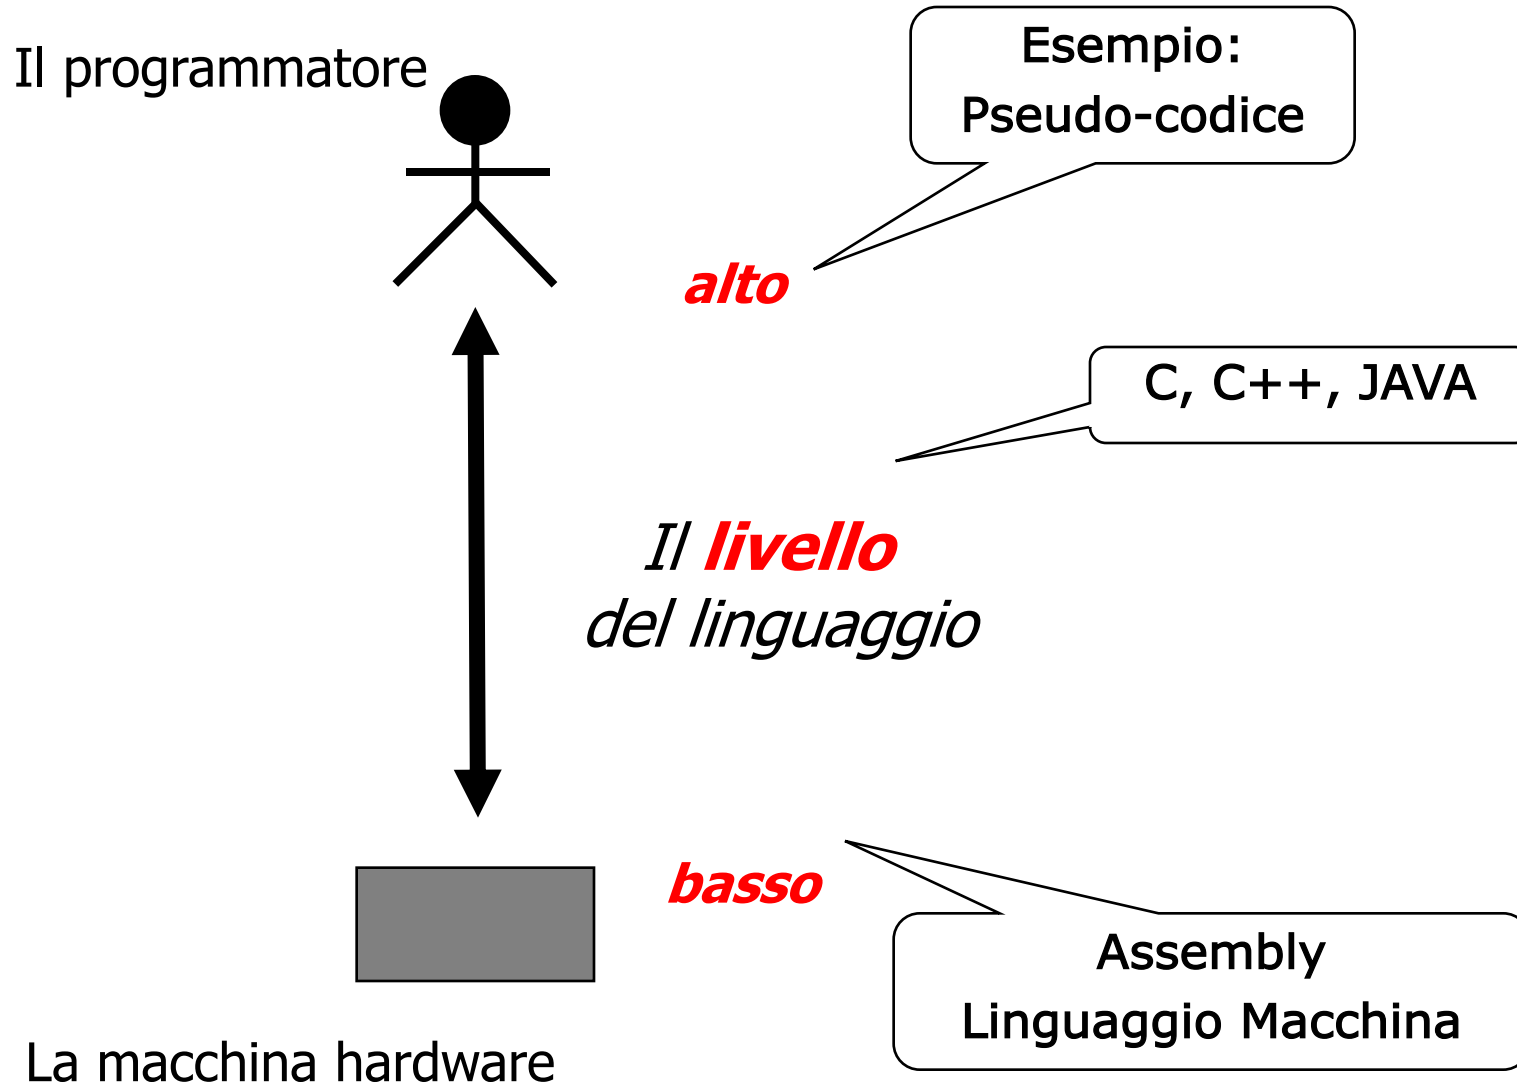 Il programmatore
Esempio:
Pseudo-codice
alto
C, C++, JAVA
Il livello
del linguaggio
basso
Assembly
Linguaggio Macchina
La macchina hardware